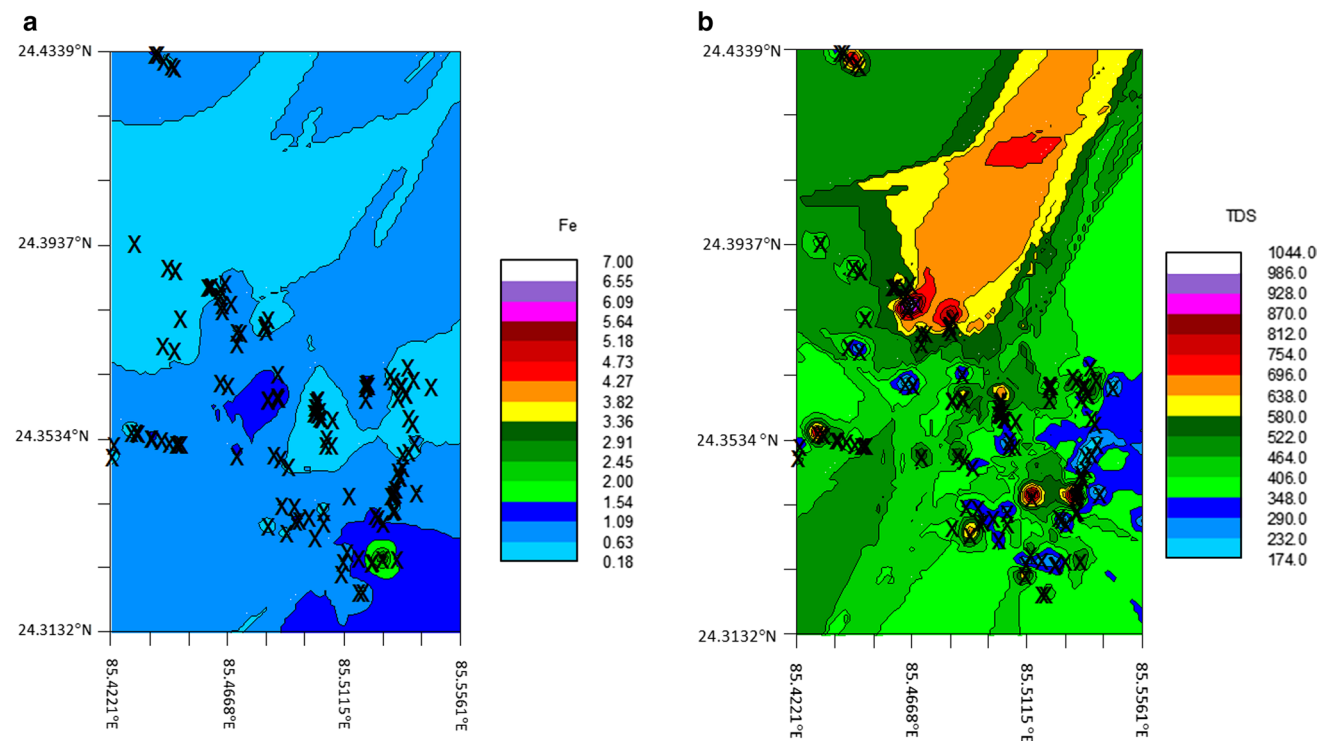 a
24.4339°N
24.3937°N
24.3534°N
24.3132°N
85.4221°E
85.4668°E
85.5115°E
85.5561°E
Fe
7.00
6.55
6.09
5.64
5.18
4.73
4.27
3.82
3.36
2.91
2.45
2.00
1.54
1.09
0.63
0.18
b
24.4339°N
24.3937°N
24.3534°N
24.3132°N
85.4221°E
85.4668°E
85.5115°E
85.5561°E
TDS
1044.0
986.0
928.0
870.0
812.0
754.0
696.0
638.0
580.0
522.0
464.0
406.0
348.0
290.0
232.0
174.0